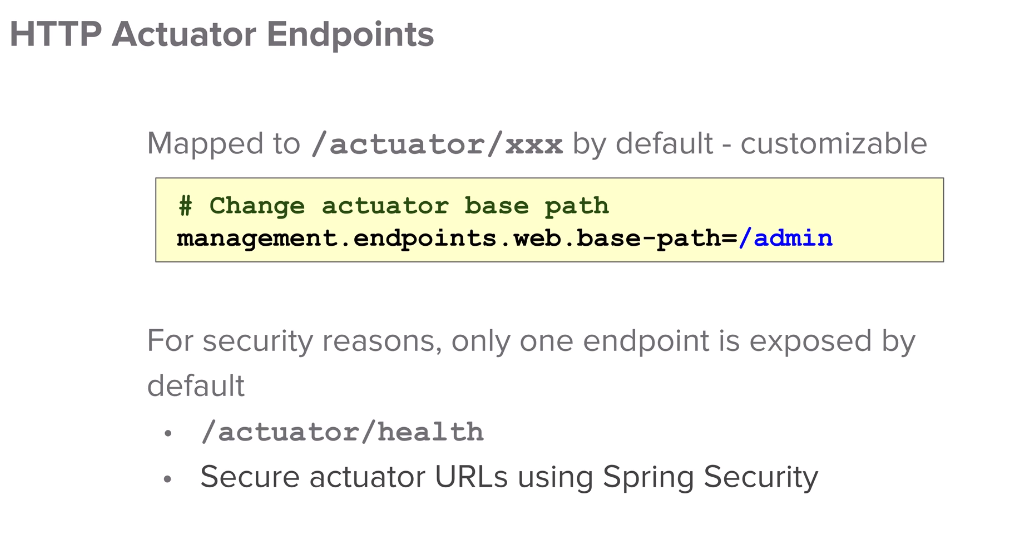 HTTP Actuator Endpoints
Mapped to /actuator/xxx by default - customizable
# Change actuator base path
management.endpoints.web.base-path=/admin
For security reasons, only one endpoint is exposed by
default
• /actuator/health
• Secure actuator URLs using Spring Security